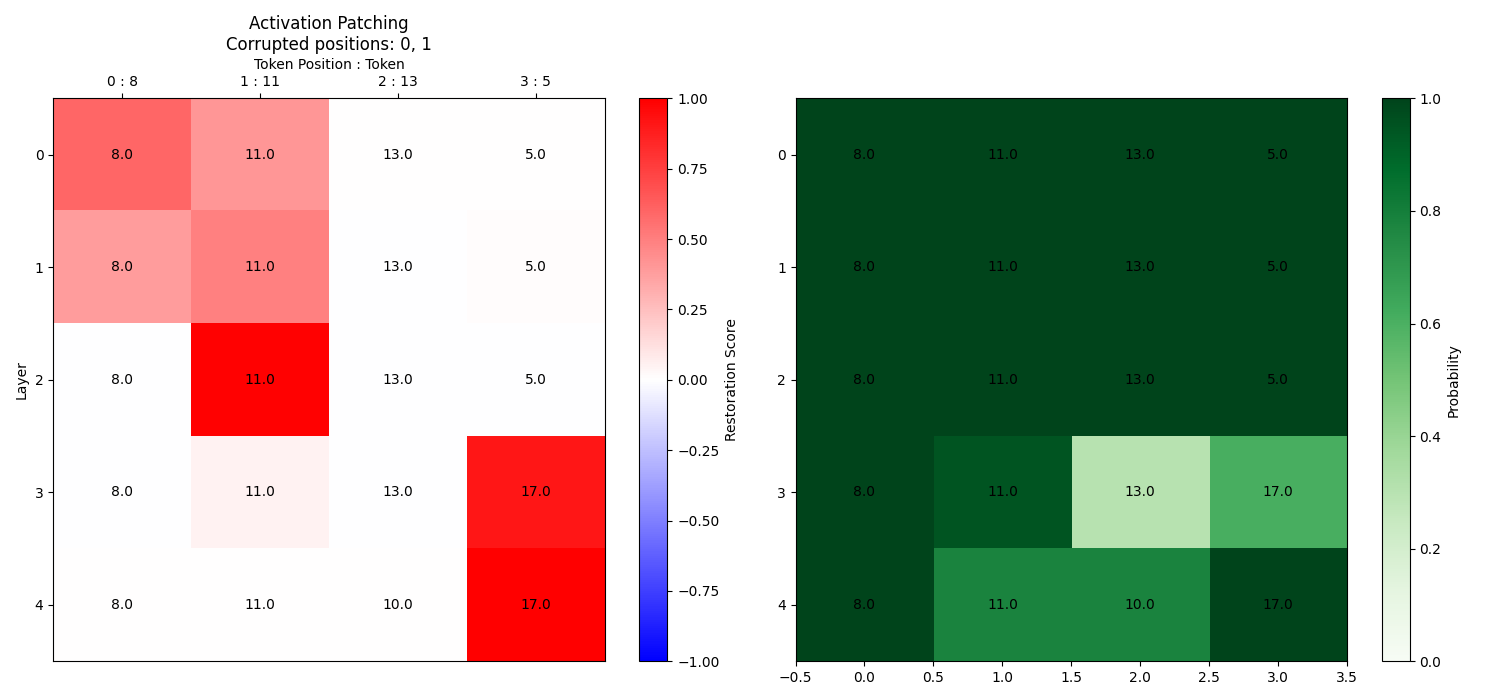 Activation Patching
Corrupted positions: 0, 1
Token Position : Token
0 : 8 1 : 11 2 : 13 3 : 5
Layer
0 8.0 11.0 13.0 5.0
1 8.0 11.0 13.0 5.0
2 8.0 11.0 13.0 5.0
3 8.0 11.0 13.0 17.0
4 8.0 11.0 10.0 17.0
1.00
0.75
0.50
0.25
0.00
−0.25
−0.50
−0.75
−1.00
Restoration Score
0 8.0 11.0 13.0 5.0
1 8.0 11.0 13.0 5.0
2 8.0 11.0 13.0 5.0
3 8.0 11.0 13.0 17.0
4 8.0 11.0 10.0 17.0
−0.5 0.0 0.5 1.0 1.5 2.0 2.5 3.0 3.5
1.0
0.8
0.6
0.4
0.2
0.0
Probability